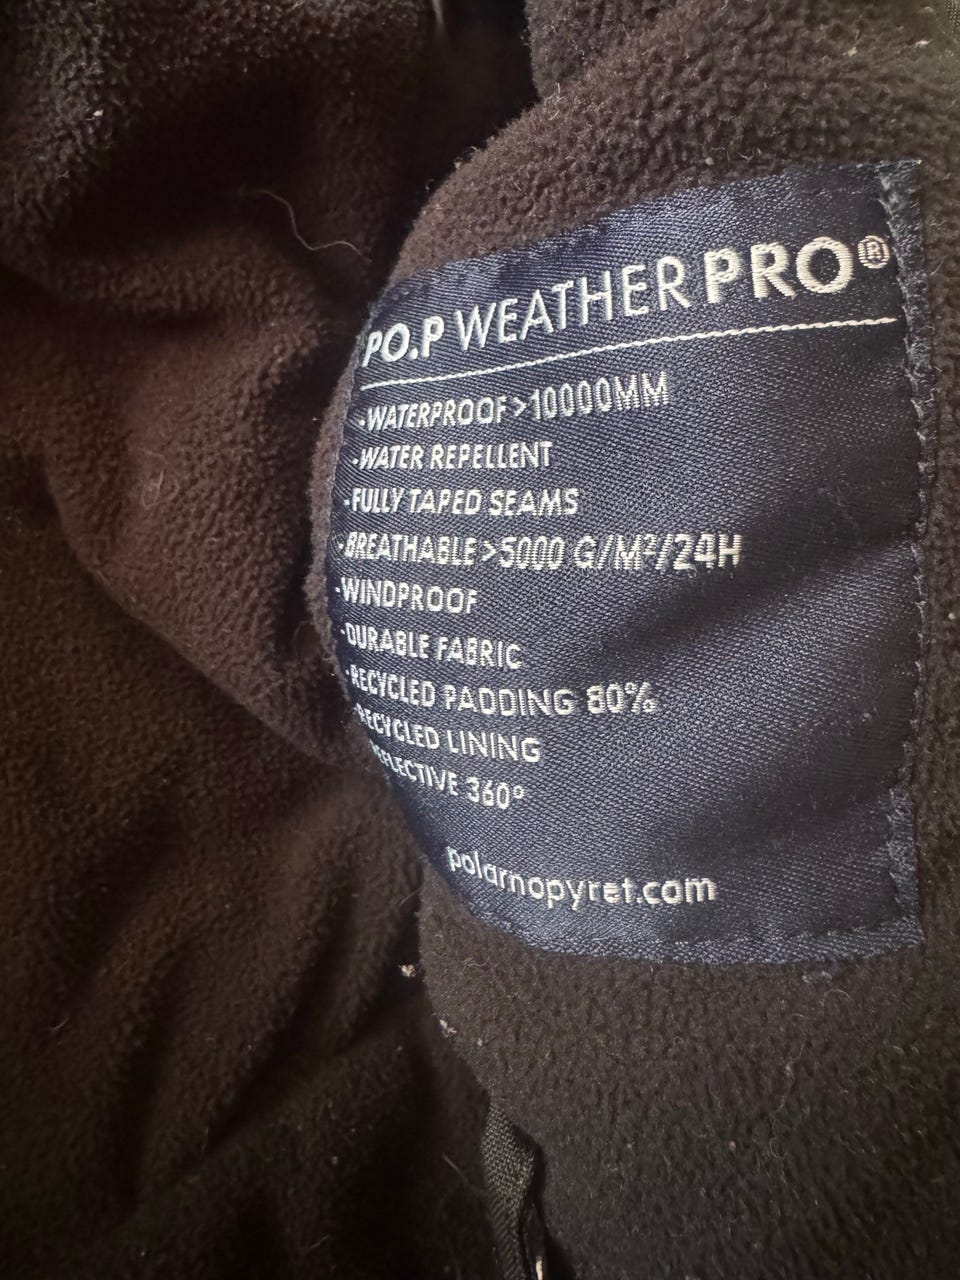 PO.P WEATHERPRO®
-WATERPROOF>10000MM
-WATER REPELLENT
-FULLY TAPED SEAMS
-BREATHABLE>5000 G/M²/24H
-WINDPROOF
-DURABLE FABRIC
-RECYCLED PADDING 80%
RECYCLED LINING
REFLECTIVE 360°
polarnopyret.com